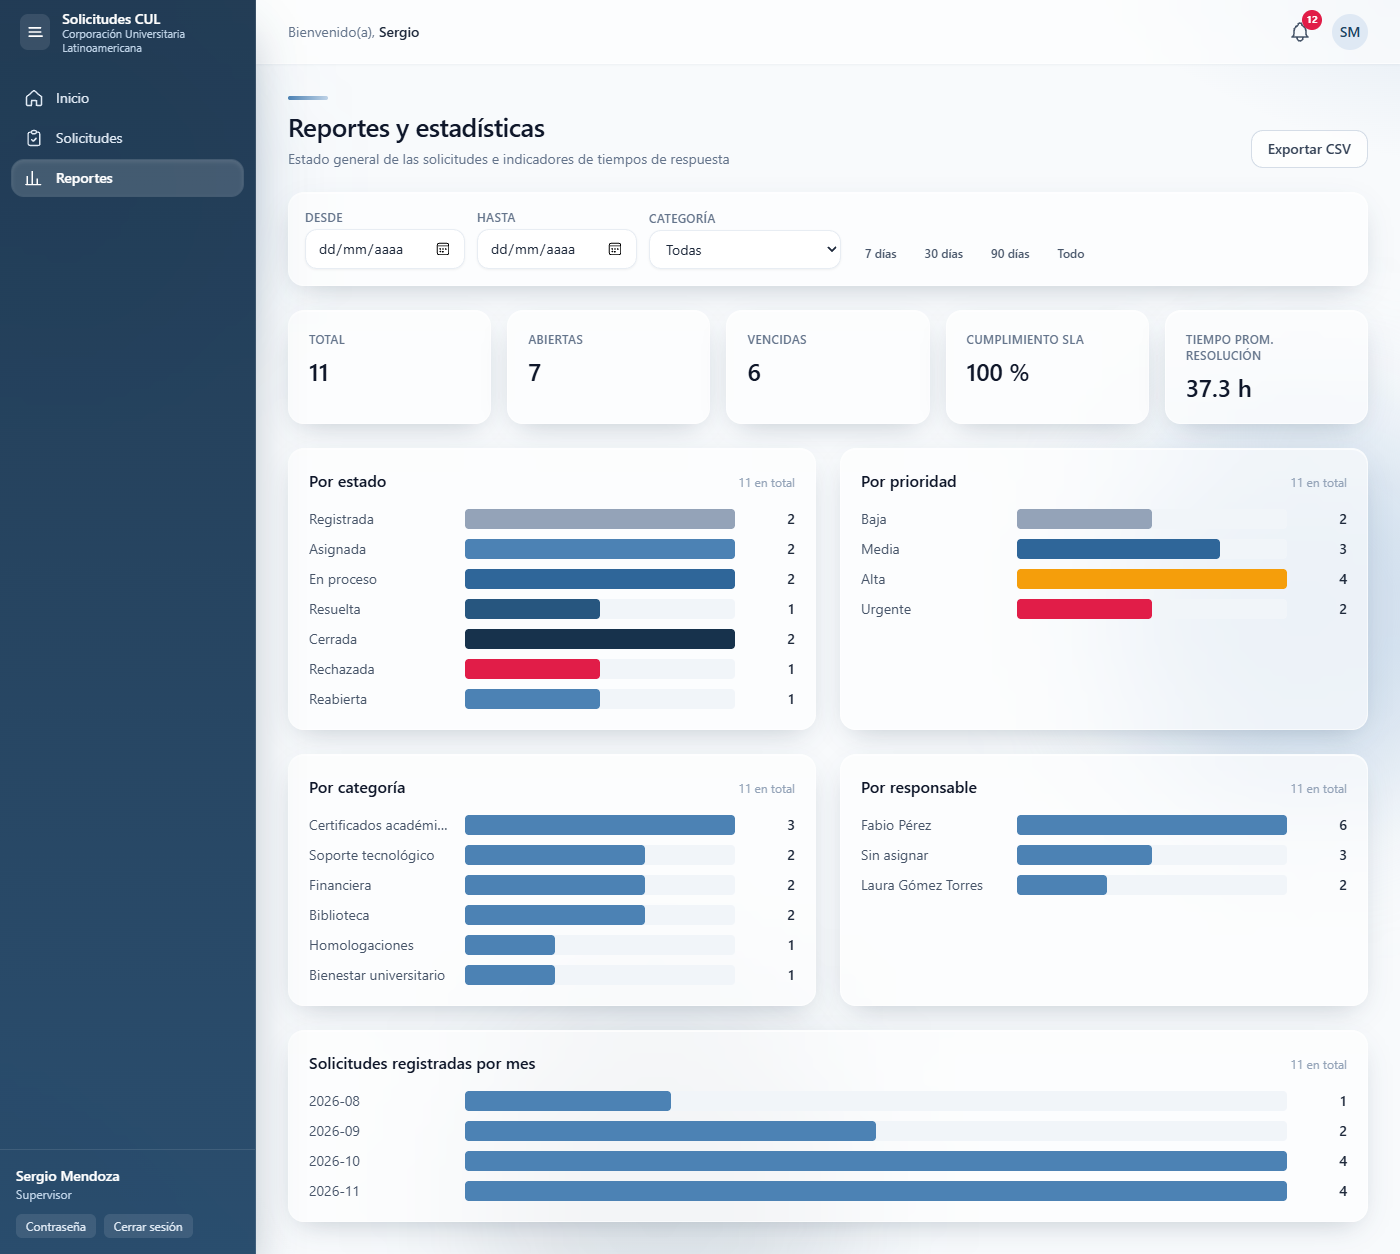 Solicitudes CUL
Corporación Universitaria
Latinoamericana
Inicio
Solicitudes
Reportes
Sergio Mendoza
Supervisor
Contraseña
Cerrar sesión
Bienvenido(a), Sergio
12
SM
Reportes y estadísticas
Estado general de las solicitudes e indicadores de tiempos de respuesta
Exportar CSV
DESDE
dd/mm/aaaa
HASTA
dd/mm/aaaa
CATEGORÍA
Todas
7 días
30 días
90 días
Todo
TOTAL
11
ABIERTAS
7
VENCIDAS
6
CUMPLIMIENTO SLA
100 %
TIEMPO PROM.
RESOLUCIÓN
37.3 h
Por estado
11 en total
Registrada 2
Asignada 2
En proceso 2
Resuelta 1
Cerrada 2
Rechazada 1
Reabierta 1
Por prioridad
11 en total
Baja 2
Media 3
Alta 4
Urgente 2
Por categoría
11 en total
Certificados académi... 3
Soporte tecnológico 2
Financiera 2
Biblioteca 2
Homologaciones 1
Bienestar universitario 1
Por responsable
11 en total
Fabio Pérez 6
Sin asignar 3
Laura Gómez Torres 2
Solicitudes registradas por mes
11 en total
2026-08 1
2026-09 2
2026-10 4
2026-11 4